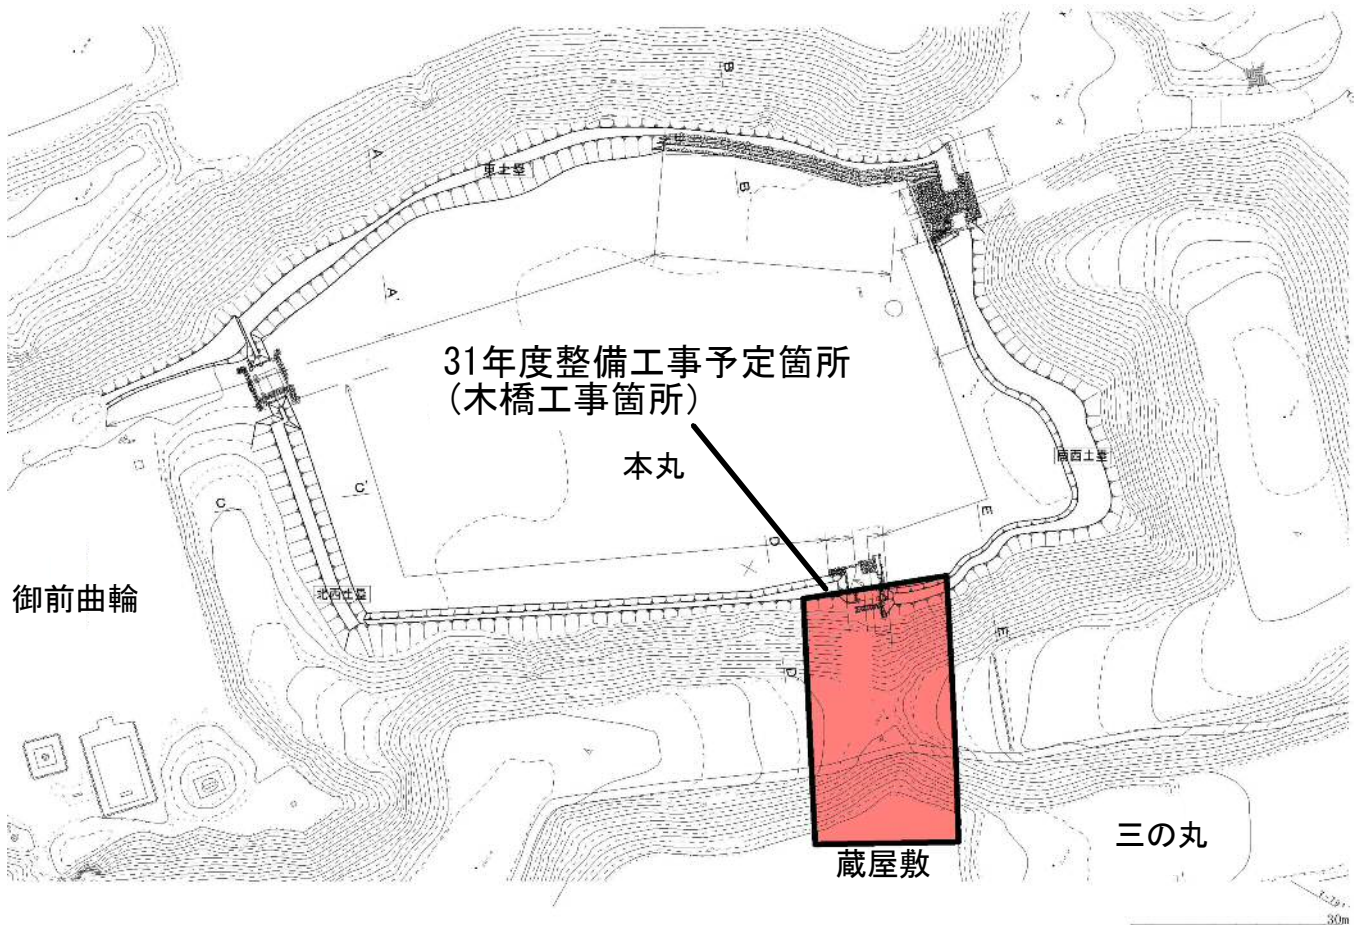 B
A
東土塁
B'
A'
31年度整備工事予定箇所
(木橋工事箇所)
本丸
南西土塁
C'
C
E
D
御前曲輪
北西土塁
E'
D'
三の丸
蔵屋敷
30m